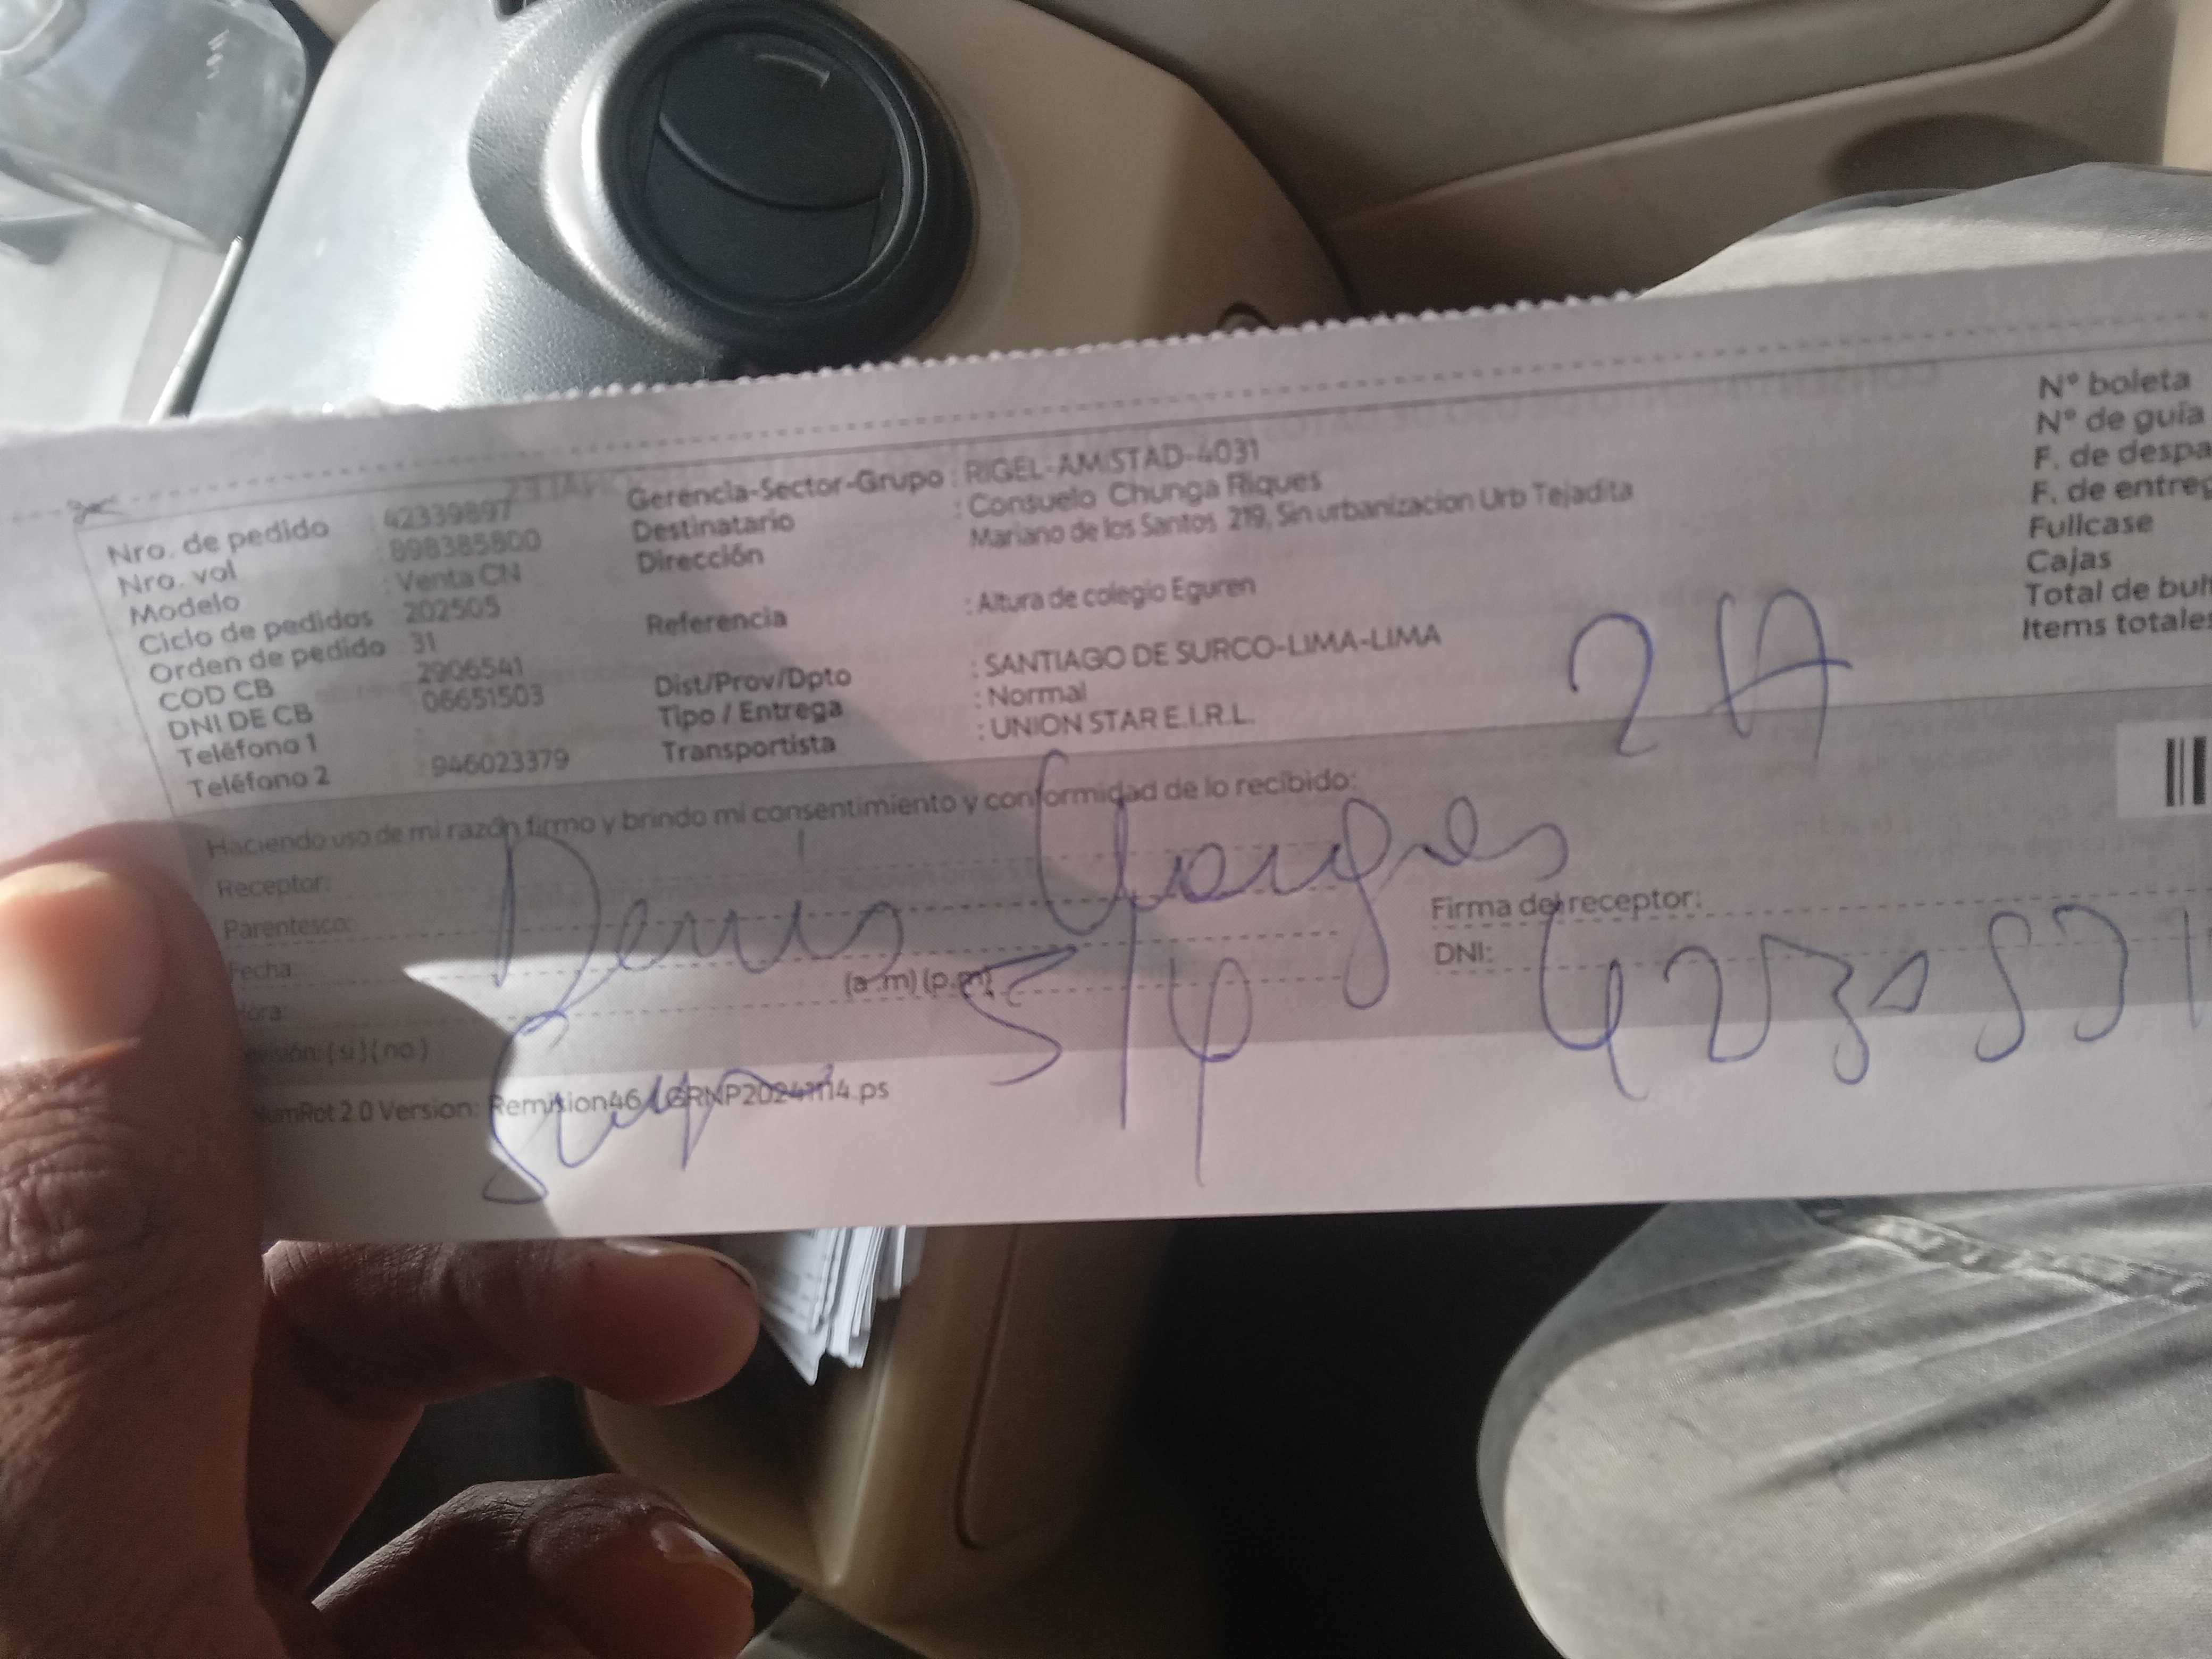 Nro. de pedido : 42339897
Nro. vol : 898385800
Modelo : Venta CN
Ciclo de pedidos : 202505
Orden de pedido : 31
COD CB : 2906541
DNI DE CB : 06651503
Teléfono 1 :
Teléfono 2 : 946023379
Gerencia-Sector-Grupo : RIGEL-AMISTAD-4031
Destinatario : Consuelo Chunga Riques
Dirección Mariano de los Santos 219, Sin urbanizacion Urb Tejadita
Referencia : Altura de colegio Eguren
Dist/Prov/Dpto : SANTIAGO DE SURCO-LIMA-LIMA
Tipo / Entrega : Normal
Transportista : UNION STAR E.I.R.L.
Nº boleta
Nº de guía
F. de despa
F. de entreg
Fullcase
Cajas
Total de bul
Items totales
2A
Haciendo uso de mi razón firmo y brindo mi consentimiento y conformidad de lo recibido:
Receptor:
Parentesco:
Denis
Fecha:
(a .m) (p.m)
Hora:
5/4
Firma del receptor:
DNI:
(si) (no)
2.0 Version: